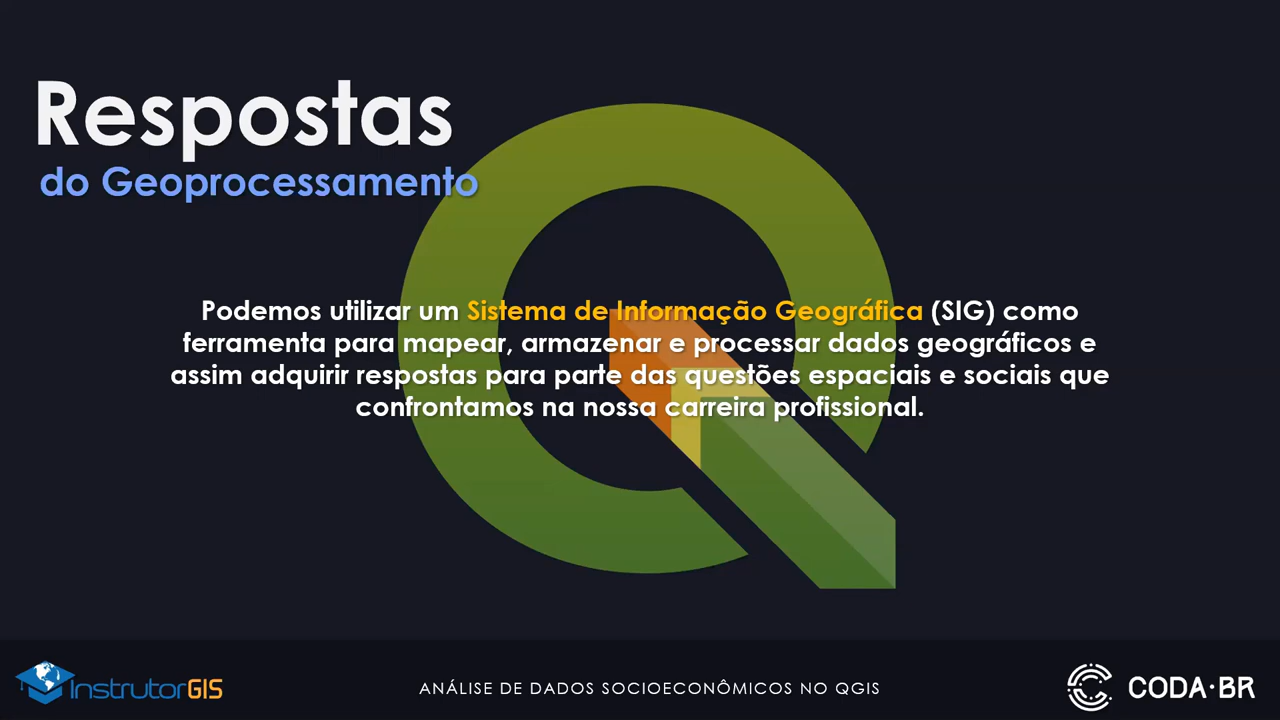 Respostas
do Geoprocessamento
Podemos utilizar um Sistema de Informação Geográfica (SIG) como
ferramenta para mapear, armazenar e processar dados geográficos e
assim adquirir respostas para parte das questões espaciais e sociais que
confrontamos na nossa carreira profissional.
InstrutorGIS
ANÁLISE DE DADOS SOCIOECONÔMICOS NO QGIS
CODA·BR